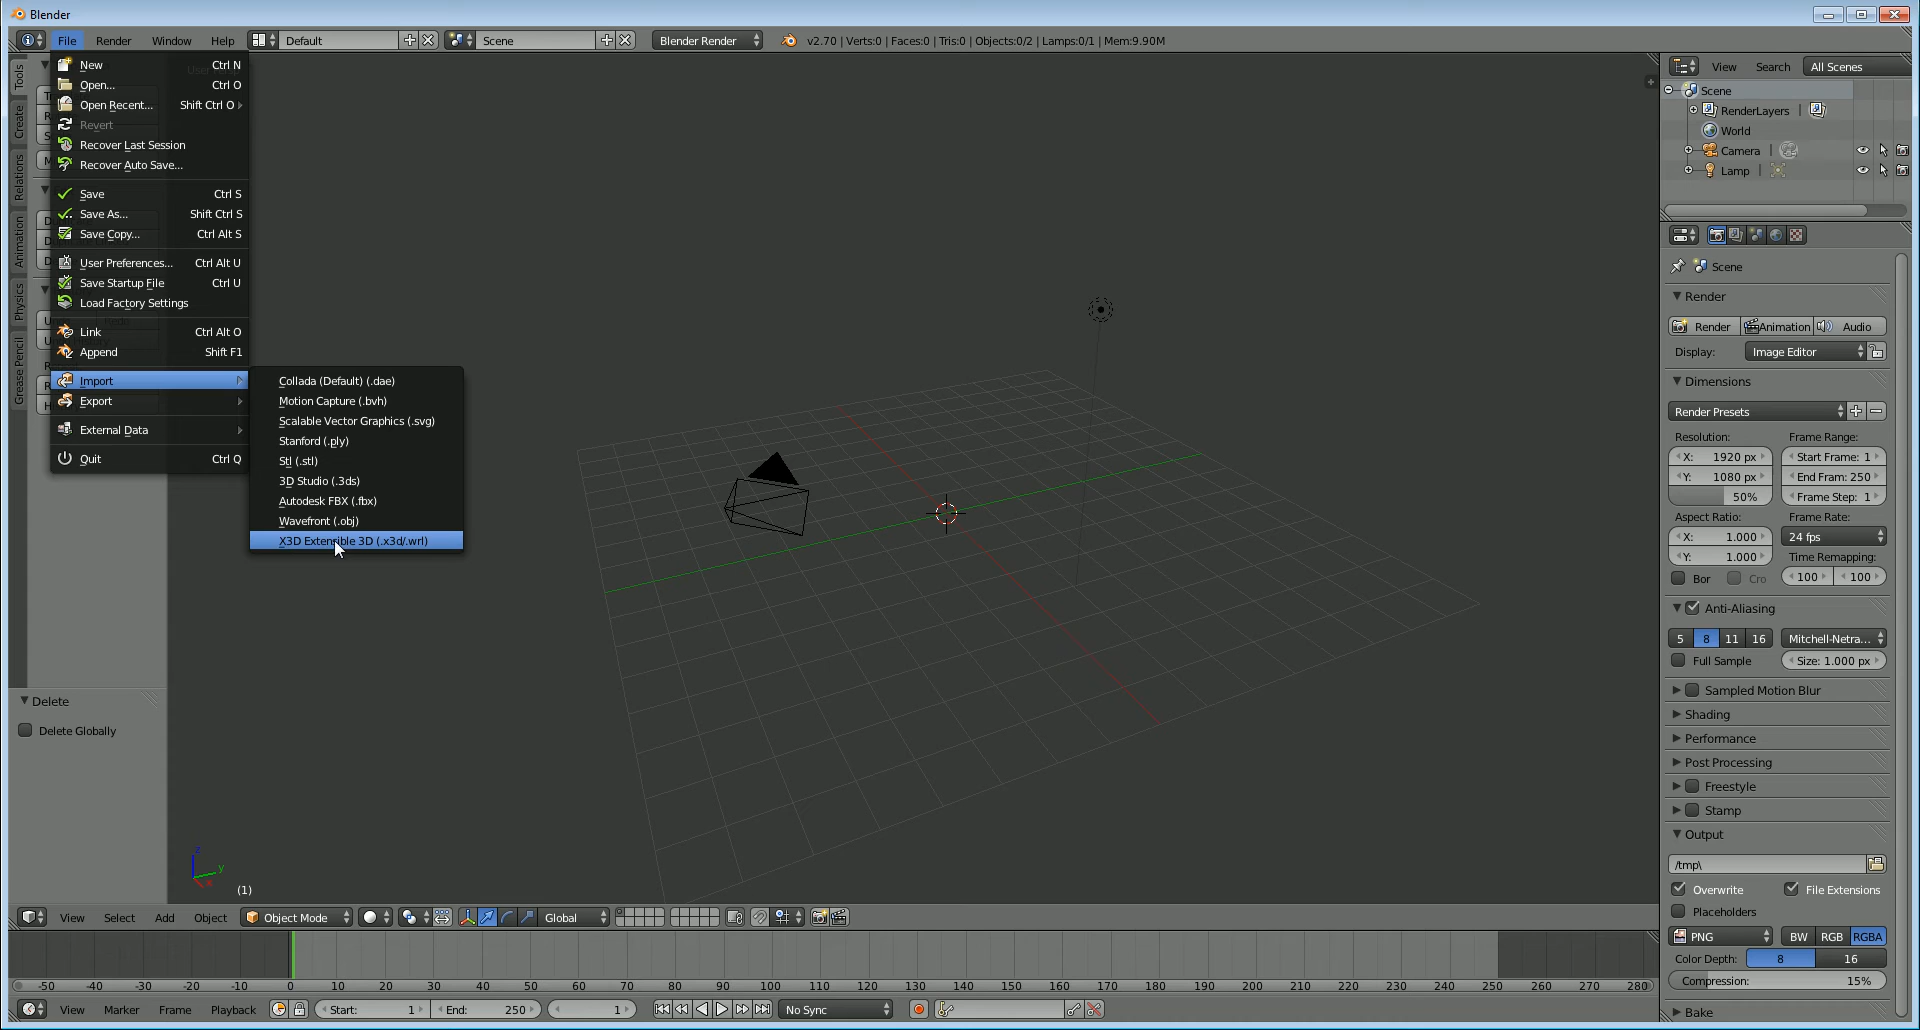 Blender
File Render Window Help Default Scene Blender Render v2.70 | Verts:0 | Faces:0 | Tris:0 | Objects:0/2 | Lamps:0/1 | Mem:9.90M
New Ctrl N
Open... Ctrl O
Open Recent... Shift Ctrl O
Revert
Recover Last Session
Recover Auto Save...
Save Ctrl S
Save As... Shift Ctrl S
Save Copy... Ctrl Alt S
User Preferences... Ctrl Alt U
Save Startup File Ctrl U
Load Factory Settings
Link Ctrl Alt O
Append Shift F1
Import
Export
External Data
Quit Ctrl Q
Collada (Default) (.dae)
Motion Capture (.bvh)
Scalable Vector Graphics (.svg)
Stanford (.ply)
Stl (.stl)
3D Studio (.3ds)
Autodesk FBX (.fbx)
Wavefront (.obj)
X3D Extensible 3D (.x3d/.wrl)
Tools
Create
Relations
Animation
Physics
Grease Pencil
Delete
Delete Globally
z
y
x
(1)
View Select Add Object Object Mode Global
-50 -40 -30 -20 -10 0 10 20 30 40 50 60 70 80 90 100 110 120 130 140 150 160 170 180 190 200 210 220 230 240 250 260 270 280
View Marker Frame Playback Start: 1 End: 250 1 No Sync
View Search All Scenes
Scene
RenderLayers |
World
Camera |
Lamp |
Scene
Render
Render Animation Audio
Display: Image Editor
Dimensions
Render Presets
Resolution: Frame Range:
X: 1920 px Start Frame: 1
Y: 1080 px End Fram: 250
50% Frame Step: 1
Aspect Ratio: Frame Rate:
X: 1.000 24 fps
Y: 1.000 Time Remapping:
Bor Cro 100 100
Anti-Aliasing
5 8 11 16 Mitchell-Netra...
Full Sample Size: 1.000 px
Sampled Motion Blur
Shading
Performance
Post Processing
Freestyle
Stamp
Output
/tmp\
Overwrite File Extensions
Placeholders
PNG BW RGB RGBA
Color Depth: 8 16
Compression: 15%
Bake